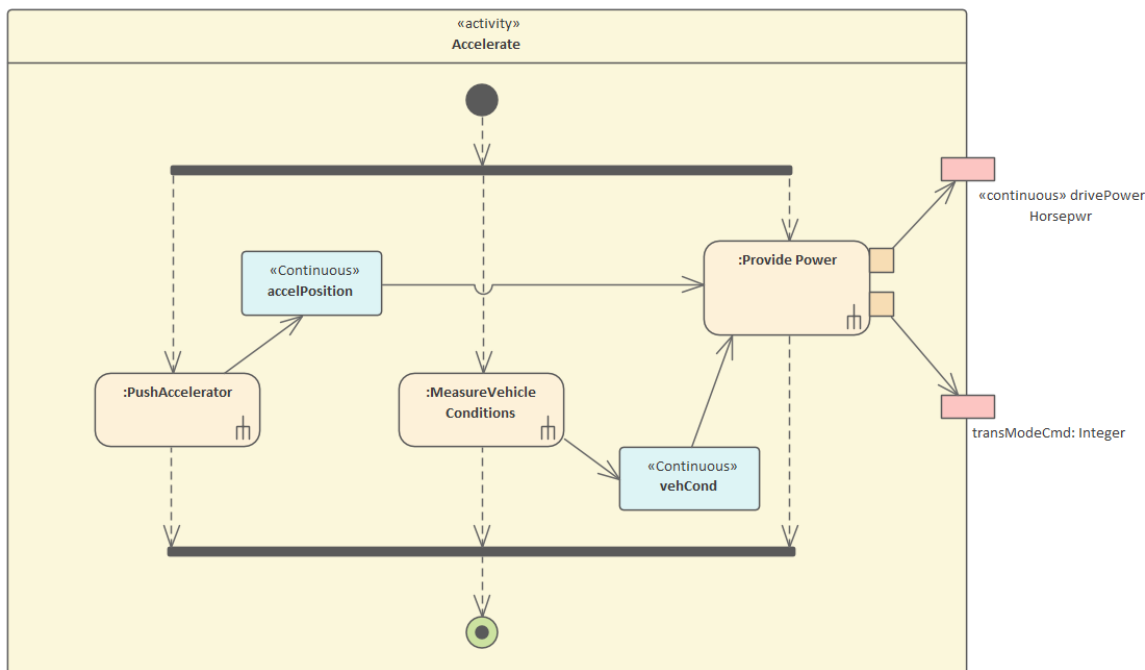 «activity»
Accelerate
«continuous» drivePower
Horsepwr
:Provide Power
«Continuous»
accelPosition
:PushAccelerator
:MeasureVehicle
Conditions
transModeCmd: Integer
«Continuous»
vehCond